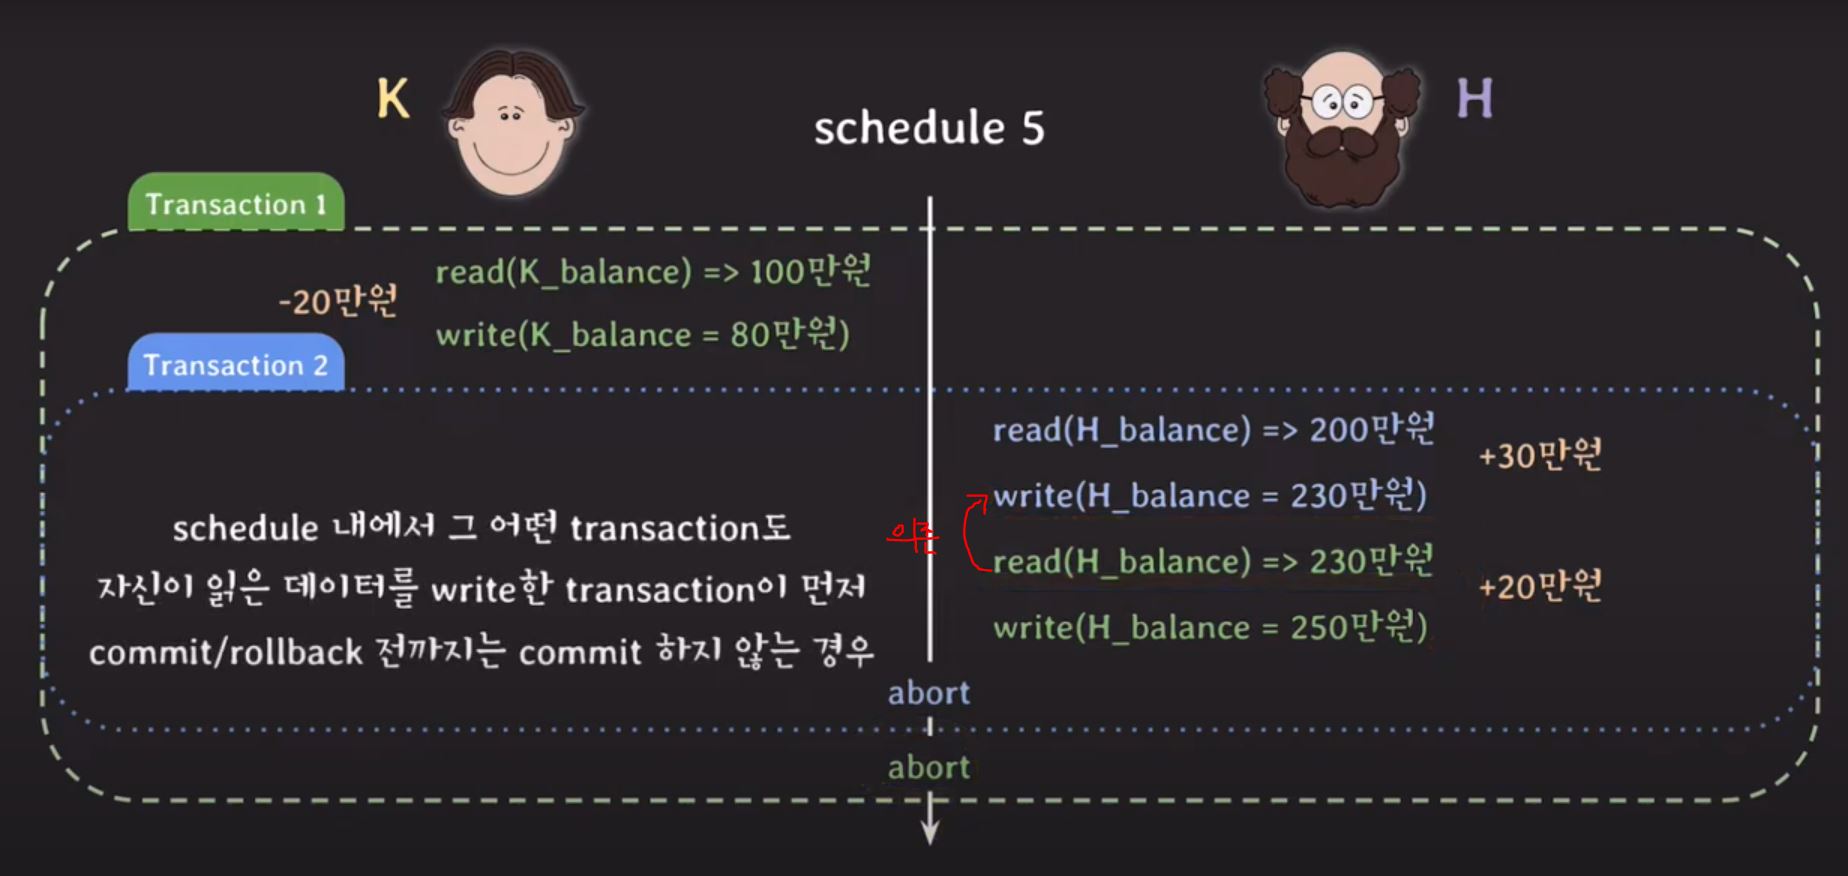 K
schedule 5
H
Transaction 1
read(K_balance) => 100만원
-20만원
write(K_balance = 80만원)
Transaction 2
read(H_balance) => 200만원
+30만원
write(H_balance = 230만원)
schedule 내에서 그 어떤 transaction도
의존
read(H_balance) => 230만원
자신이 읽은 데이터를 write한 transaction이 먼저
+20만원
write(H_balance = 250만원)
commit/rollback 전까지는 commit 하지 않는 경우
abort
abort